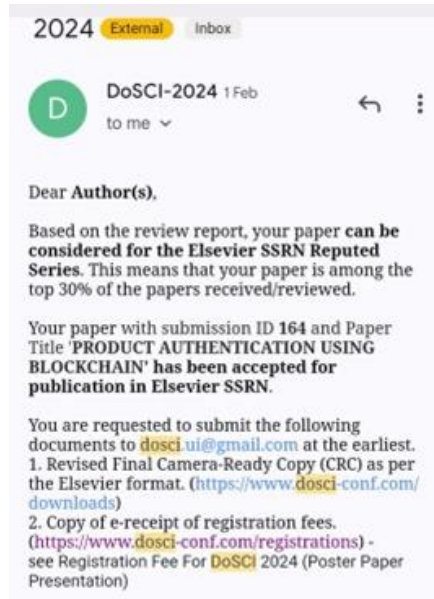 2024 External Inbox
D
DoSCI-2024 1 Feb
to me
Dear Author(s),
Based on the review report, your paper can be
considered for the Elsevier SSRN Reputed
Series. This means that your paper is among the
top 30% of the papers received/reviewed.
Your paper with submission ID 164 and Paper
Title 'PRODUCT AUTHENTICATION USING
BLOCKCHAIN' has been accepted for
publication in Elsevier SSRN.
You are requested to submit the following
documents to dosci.ui@gmail.com at the earliest.
1. Revised Final Camera-Ready Copy (CRC) as per
the Elsevier format. (https://www.dosci-conf.com/
downloads)
2. Copy of e-receipt of registration fees.
(https://www.dosci-conf.com/registrations) -
see Registration Fee For DoSCI 2024 (Poster Paper
Presentation)